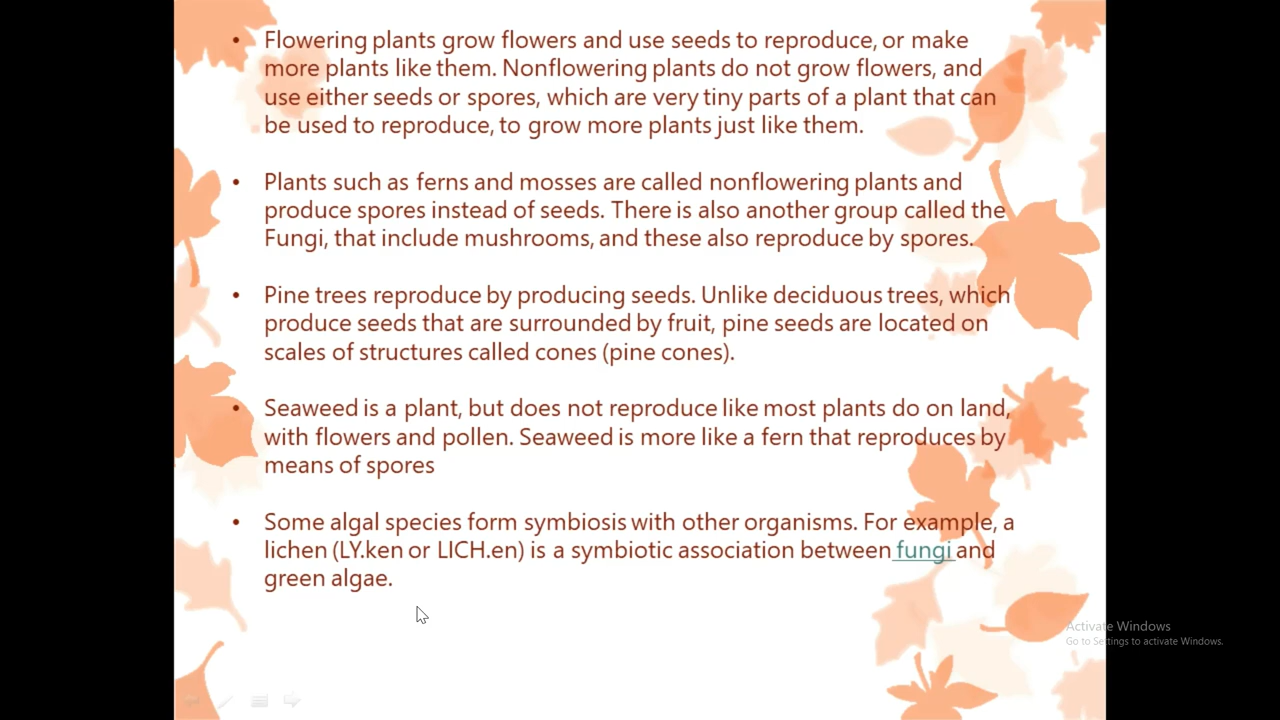 • Flowering plants grow flowers and use seeds to reproduce, or make
more plants like them. Nonflowering plants do not grow flowers, and
use either seeds or spores, which are very tiny parts of a plant that can
be used to reproduce, to grow more plants just like them.
• Plants such as ferns and mosses are called nonflowering plants and
produce spores instead of seeds. There is also another group called the
Fungi, that include mushrooms, and these also reproduce by spores.
• Pine trees reproduce by producing seeds. Unlike deciduous trees, which
produce seeds that are surrounded by fruit, pine seeds are located on
scales of structures called cones (pine cones).
• Seaweed is a plant, but does not reproduce like most plants do on land,
with flowers and pollen. Seaweed is more like a fern that reproduces by
means of spores
• Some algal species form symbiosis with other organisms. For example, a
lichen (LY.ken or LICH.en) is a symbiotic association between fungi and
green algae.
Activate Windows
Go to Settings to activate Windows.